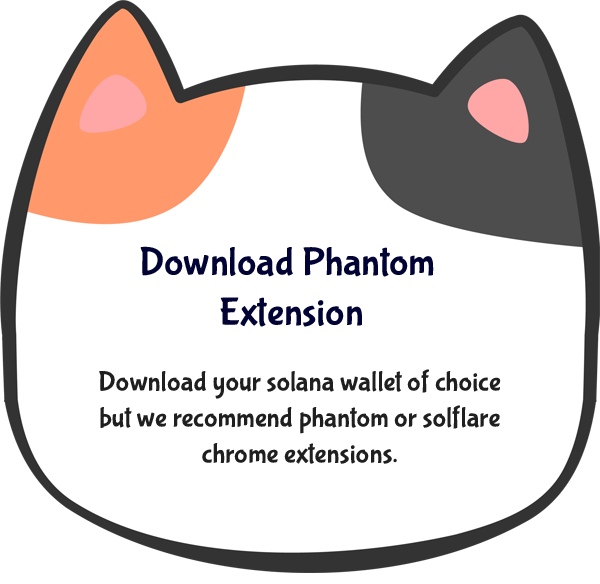 Download Phantom
Extension
Download your solana wallet of choice
but we recommend phantom or solflare
chrome extensions.